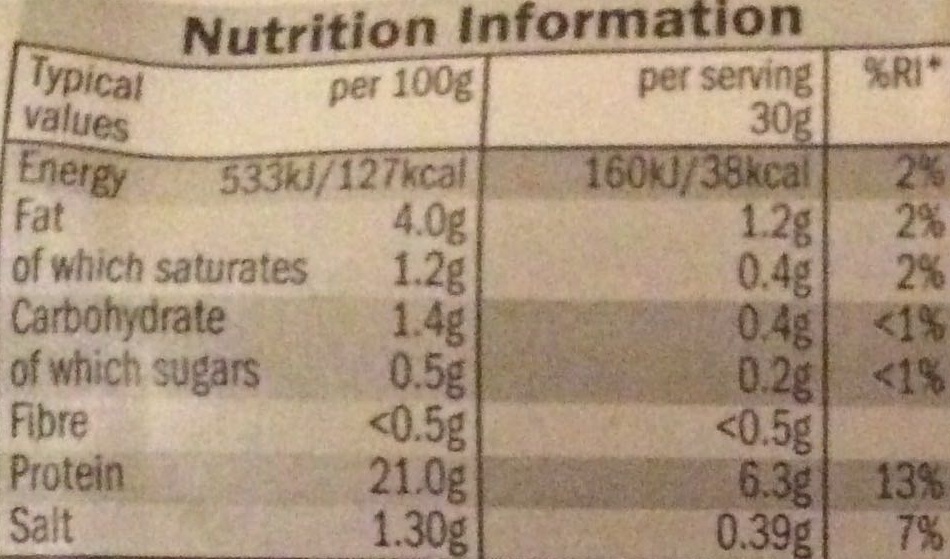 Nutrition Information
Typical values per 100g per serving 30g %RI*
Energy 533kJ/127kcal 160kJ/38kcal 2%
Fat 4.0g 1.2g 2%
of which saturates 1.2g 0.4g 2%
Carbohydrate 1.4g 0.4g <1%
of which sugars 0.5g 0.2g <1%
Fibre <0.5g <0.5g
Protein 21.0g 6.3g 13%
Salt 1.30g 0.39g 7%